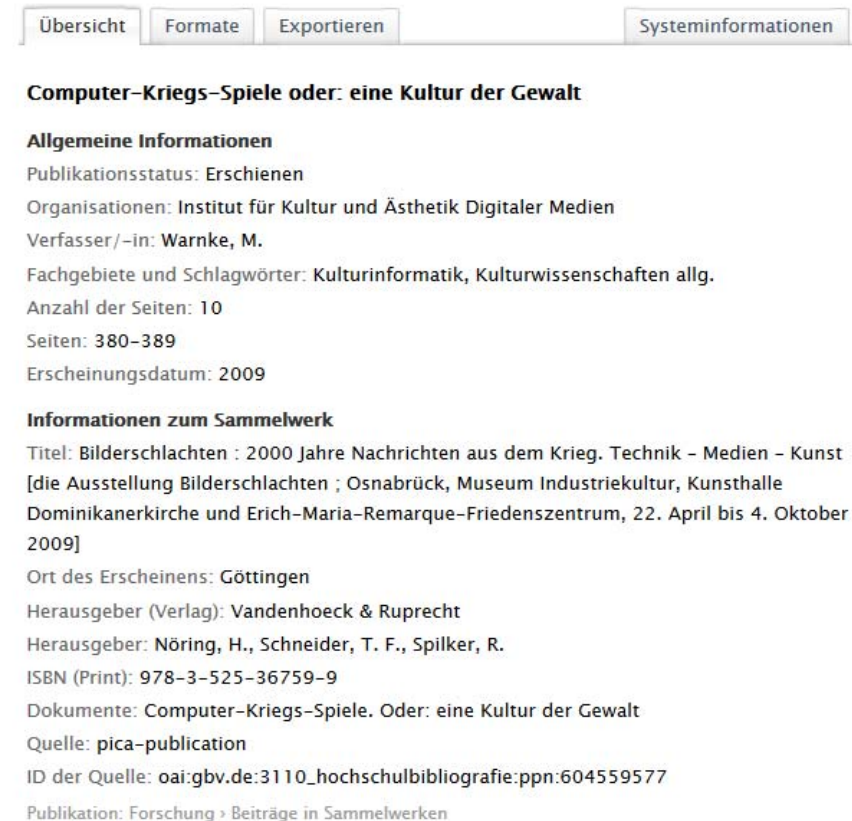 Übersicht Formate Exportieren Systeminformationen
Computer-Kriegs-Spiele oder: eine Kultur der Gewalt
Allgemeine Informationen
Publikationsstatus: Erschienen
Organisationen: Institut für Kultur und Ästhetik Digitaler Medien
Verfasser/-in: Warnke, M.
Fachgebiete und Schlagwörter: Kulturinformatik, Kulturwissenschaften allg.
Anzahl der Seiten: 10
Seiten: 380-389
Erscheinungsdatum: 2009
Informationen zum Sammelwerk
Titel: Bilderschlachten : 2000 Jahre Nachrichten aus dem Krieg. Technik - Medien - Kunst
[die Ausstellung Bilderschlachten ; Osnabrück, Museum Industriekultur, Kunsthalle
Dominikanerkirche und Erich-Maria-Remarque-Friedenszentrum, 22. April bis 4. Oktober
2009]
Ort des Erscheinens: Göttingen
Herausgeber (Verlag): Vandenhoeck & Ruprecht
Herausgeber: Nöring, H., Schneider, T. F., Spilker, R.
ISBN (Print): 978-3-525-36759-9
Dokumente: Computer-Kriegs-Spiele. Oder: eine Kultur der Gewalt
Quelle: pica-publication
ID der Quelle: oai:gbv.de:3110_hochschulbibliografie:ppn:604559577
Publikation: Forschung › Beiträge in Sammelwerken